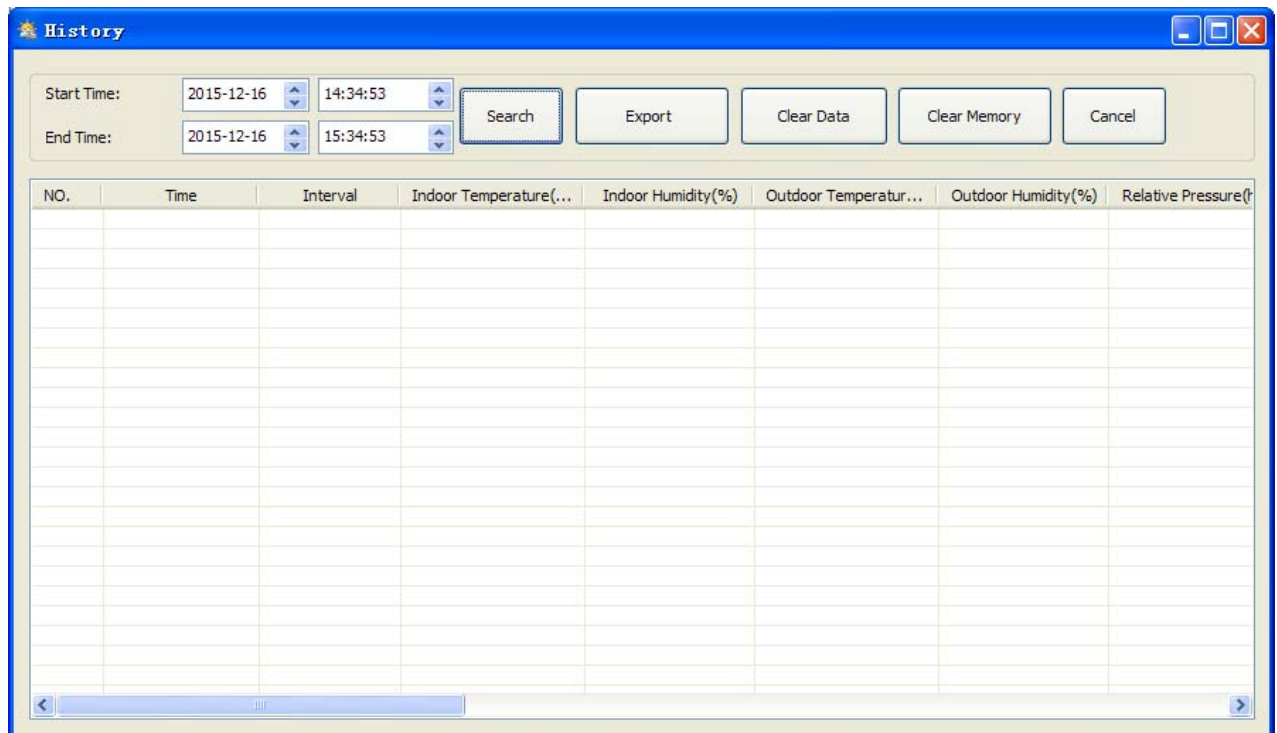 History
Start Time: 2015-12-16 14:34:53
End Time: 2015-12-16 15:34:53
Search Export Clear Data Clear Memory Cancel
NO. Time Interval Indoor Temperature(... Indoor Humidity(%) Outdoor Temperatur... Outdoor Humidity(%) Relative Pressure(h